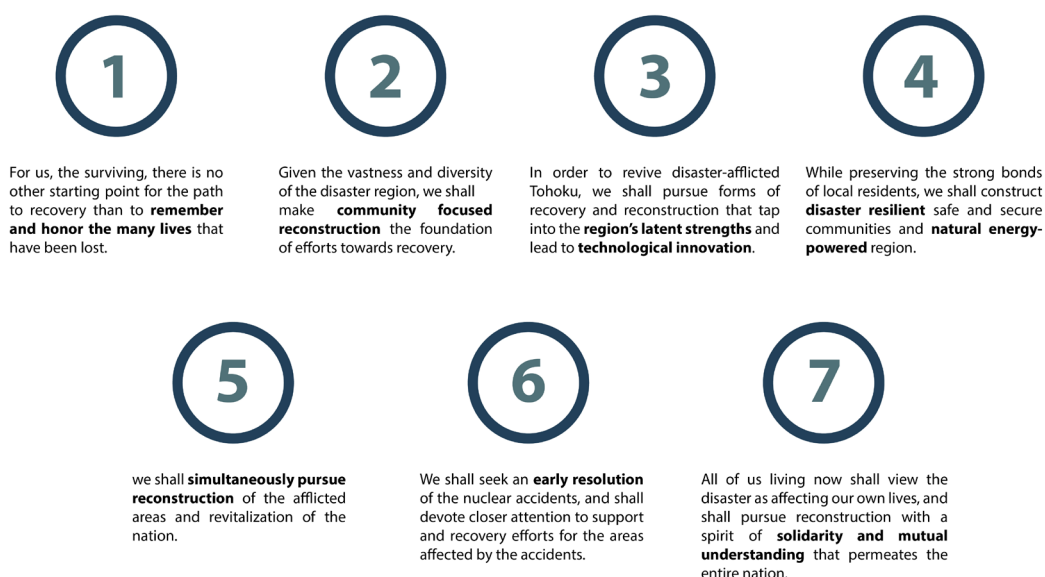 1
For us, the surviving, there is no
other starting point for the path
to recovery than to remember
and honor the many lives that
have been lost.
2
Given the vastness and diversity
of the disaster region, we shall
make community focused
reconstruction the foundation
of efforts towards recovery.
3
In order to revive disaster-afflicted
Tohoku, we shall pursue forms of
recovery and reconstruction that tap
into the region's latent strengths and
lead to technological innovation.
4
While preserving the strong bonds
of local residents, we shall construct
disaster resilient safe and secure
communities and natural energy-
powered region.
5
we shall simultaneously pursue
reconstruction of the afflicted
areas and revitalization of the
nation.
6
We shall seek an early resolution
of the nuclear accidents, and shall
devote closer attention to support
and recovery efforts for the areas
affected by the accidents.
7
All of us living now shall view the
disaster as affecting our own lives, and
shall pursue reconstruction with a
spirit of solidarity and mutual
understanding that permeates the
entire nation.